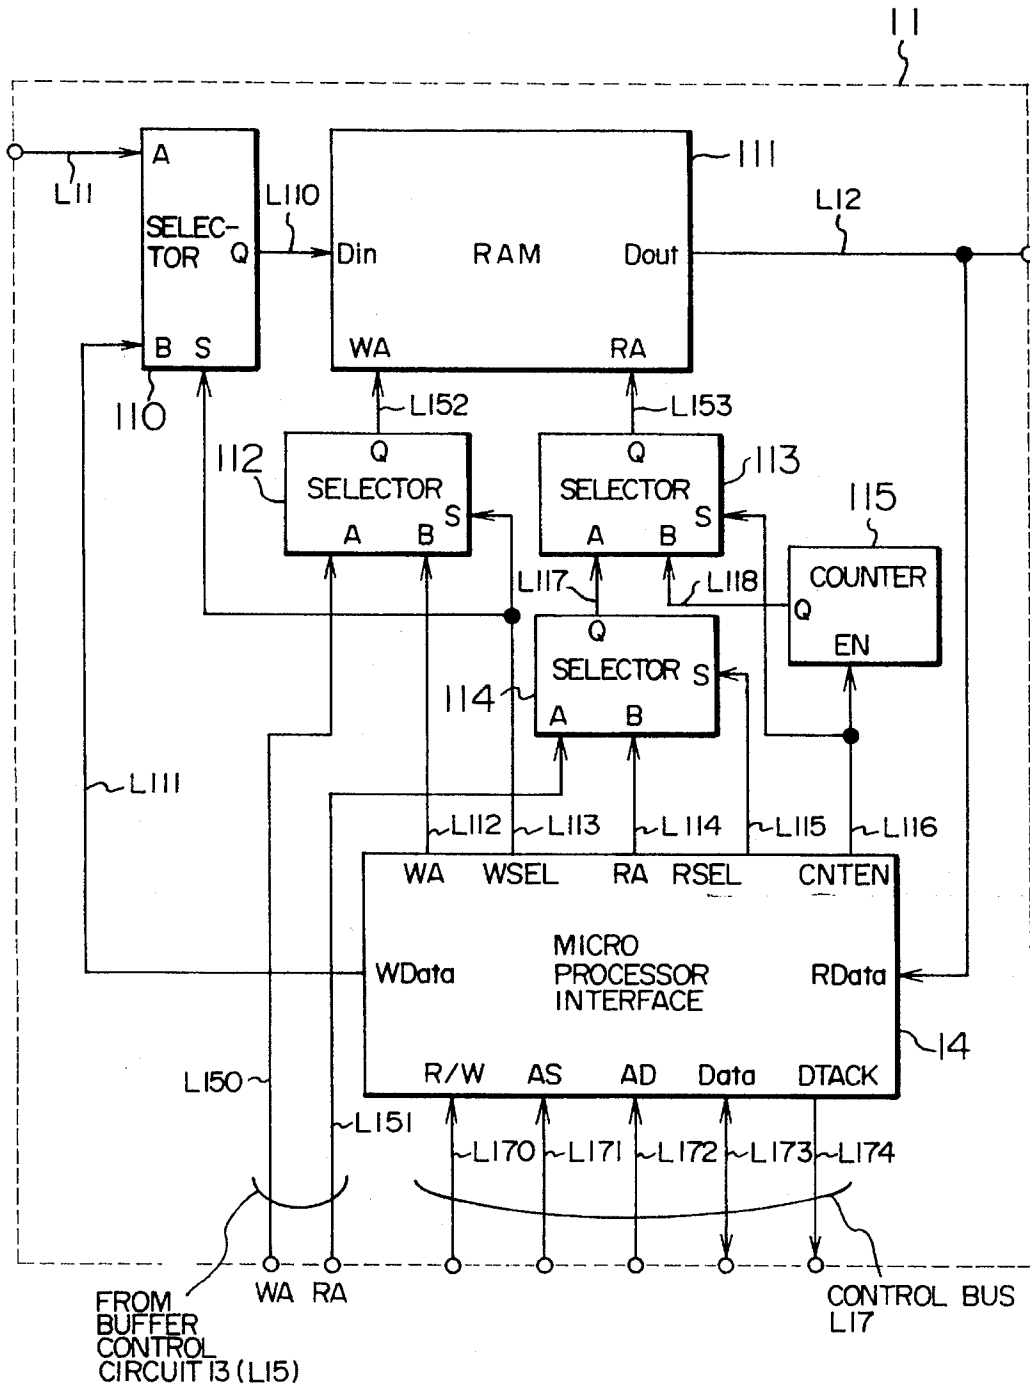 11
A
L11
SELEC-
TOR
Q
B S
110
L110
Din
RAM
Dout
WA
RA
111
L12
L152
L153
112
Q
SELECTOR
S
A B
113
Q
SELECTOR
S
A B
115
COUNTER
Q
EN
L117
L118
114
Q
SELECTOR
S
A B
L111
L112
L113
L114
L115
L116
WA WSEL RA RSEL CNTEN
MICRO
PROCESSOR
INTERFACE
WData
RData
14
R/W AS AD Data DTACK
L150
L151
L170
L171
L172
L173
L174
WA RA
FROM
BUFFER
CONTROL
CIRCUIT 13 (L15)
CONTROL BUS
L17